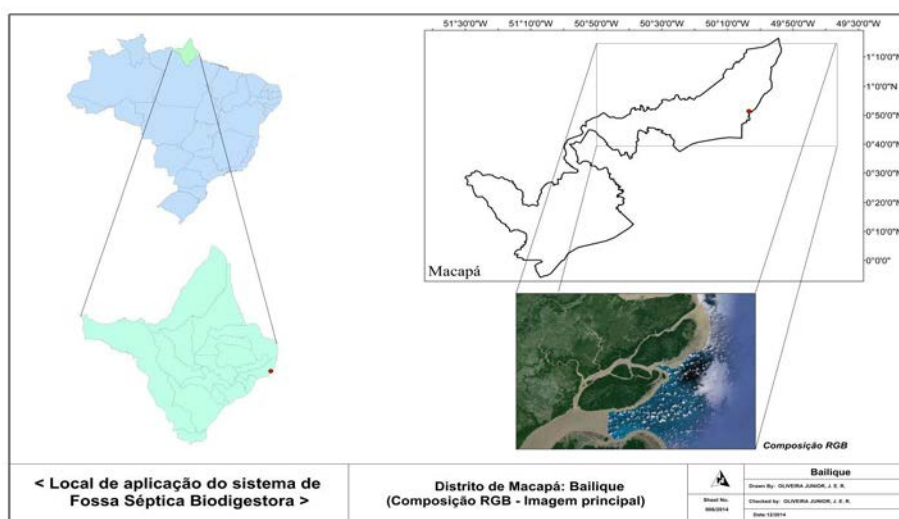 51°30'0"W 51°10'0"W 50°50'0"W 50°30'0"W 50°10'0"W 49°50'0"W 49°30'0"W
1°10'0"N
1°0'0"N
0°50'0"N
0°40'0"N
0°20'0"N
0°10'0"N
0°0'0"
Macapá
Composição RGB
< Local de aplicação do sistema de
Fossa Séptica Biodigestora >
Distrito de Macapá: Bailique
(Composição RGB - Imagem principal)
Sheet No.
Bailique
Drawn By: OLIVEIRA JUNIOR, J. E. R.
Checked by: OLIVEIRA JUNIOR, J. E. R.
Date:12/2014